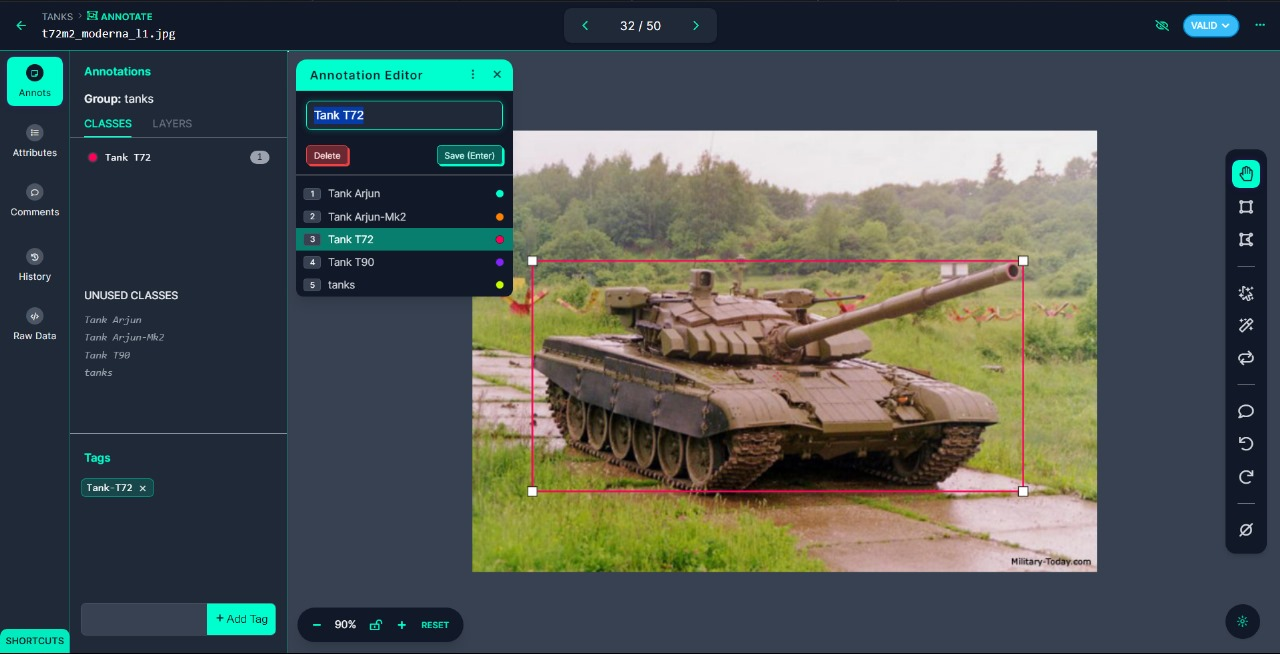 TANKS > ANNOTATE
t72m2_moderna_l1.jpg
32 / 50
VALID
Annots
Attributes
Comments
History
Raw Data
SHORTCUTS
Annotations
Group: tanks
CLASSES LAYERS
Tank T72 1
UNUSED CLASSES
Tank Arjun
Tank Arjun-Mk2
Tank T90
tanks
Tags
Tank-T72 ×
+ Add Tag
Annotation Editor
Tank T72
Delete Save (Enter)
1 Tank Arjun
2 Tank Arjun-Mk2
3 Tank T72
4 Tank T90
5 tanks
Military-Today.com
− 90% + RESET